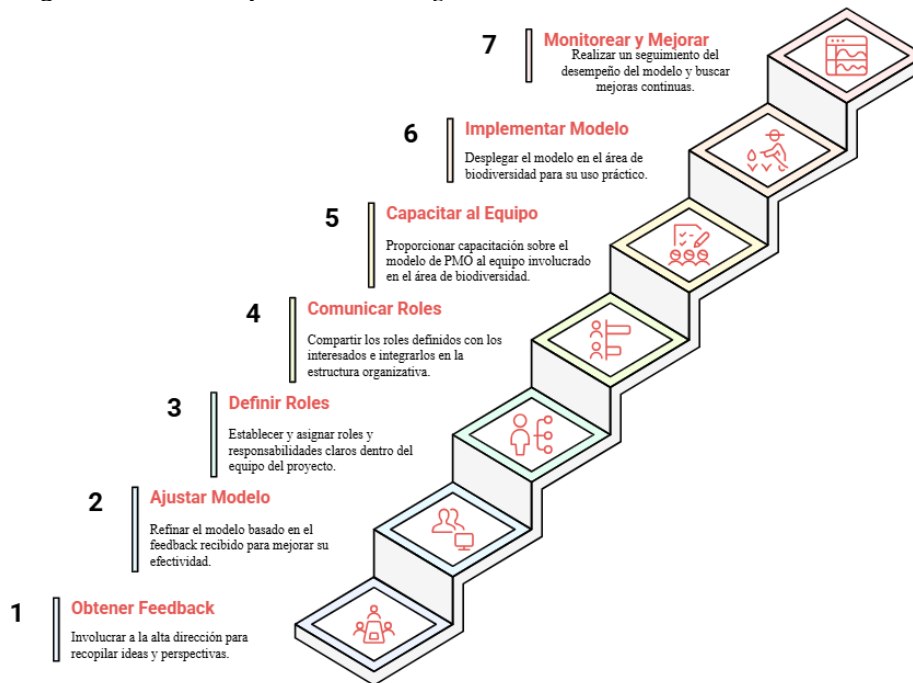 7
Monitorear y Mejorar
Realizar un seguimiento del
desempeño del modelo y buscar
mejoras continuas.
6
Implementar Modelo
Desplegar el modelo en el área de
biodiversidad para su uso práctico.
5
Capacitar al Equipo
Proporcionar capacitación sobre el
modelo de PMO al equipo involucrado
en el área de biodiversidad.
4
Comunicar Roles
Compartir los roles definidos con los
interesados e integrarlos en la
estructura organizativa.
3
Definir Roles
Establecer y asignar roles y
responsabilidades claros dentro del
equipo del proyecto.
2
Ajustar Modelo
Refinar el modelo basado en el
feedback recibido para mejorar su
efectividad.
1
Obtener Feedback
Involucrar a la alta dirección para
recopilar ideas y perspectivas.